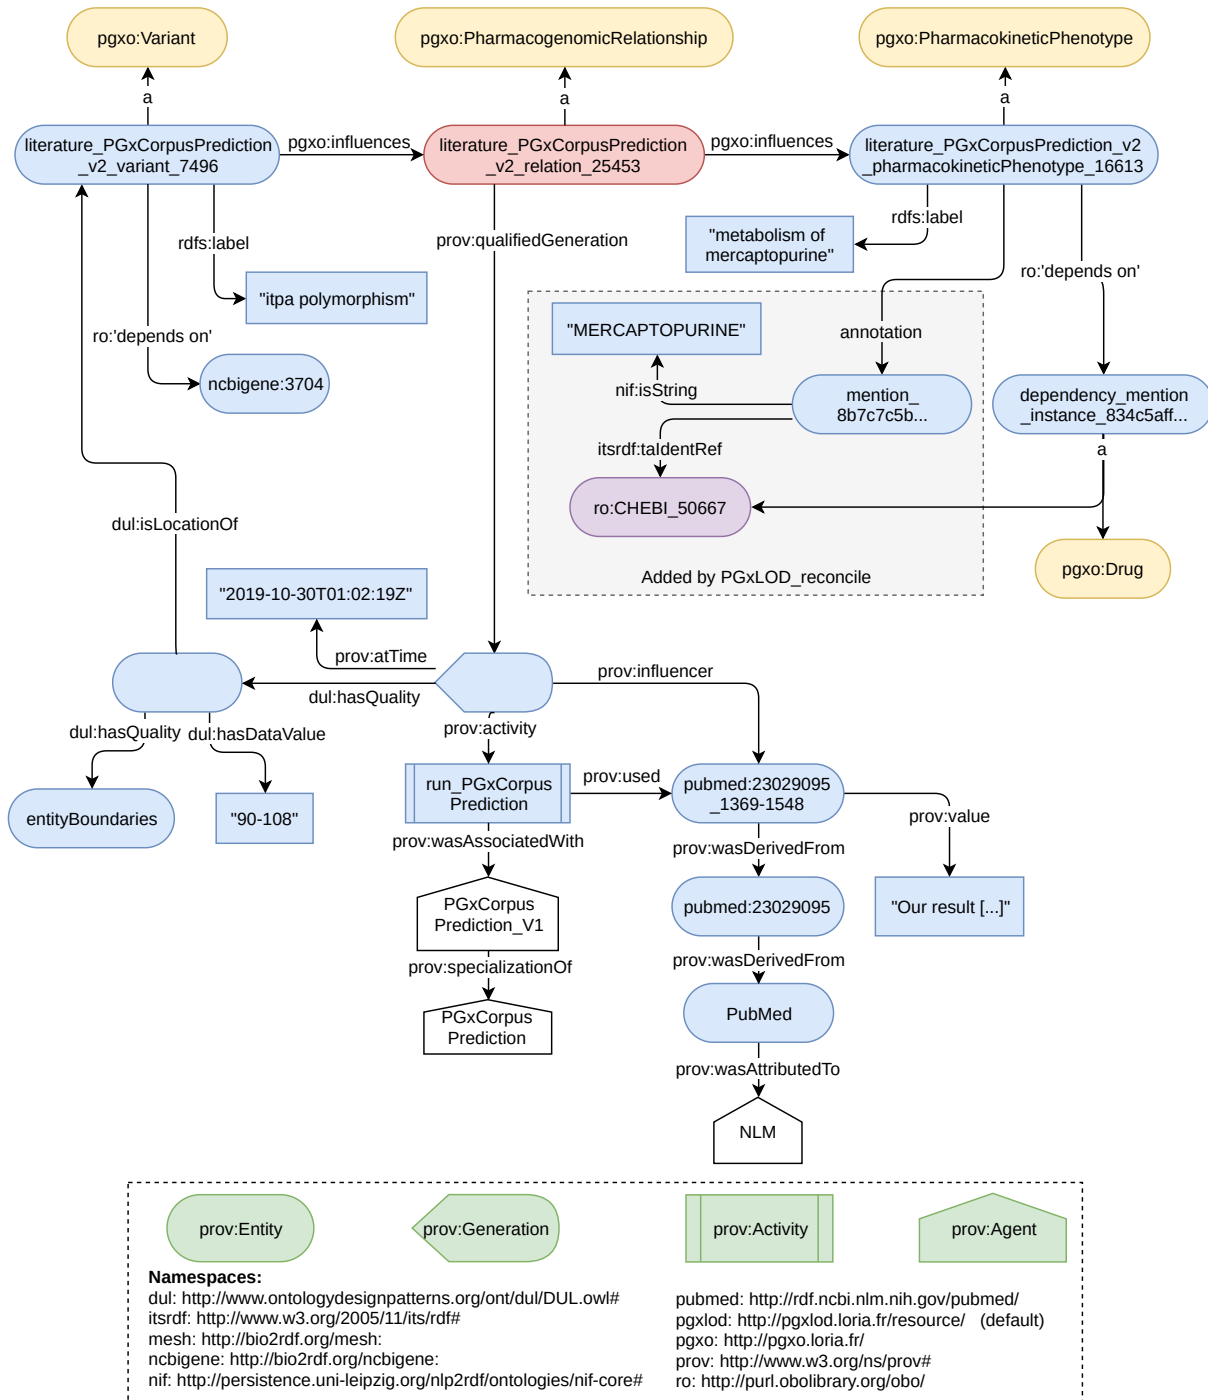 pgxo:Variant
pgxo:PharmacogenomicRelationship
pgxo:PharmacokineticPhenotype
a
a
a
literature_PGxCorpusPrediction
_v2_variant_7496
pgxo:influences
literature_PGxCorpusPrediction
_v2_relation_25453
pgxo:influences
literature_PGxCorpusPrediction_v2
_pharmacokineticPhenotype_16613
rdfs:label
prov:qualifiedGeneration
"metabolism of
mercaptopurine"
rdfs:label
ro:'depends on'
"itpa polymorphism"
ro:'depends on'
ncbigene:3704
"MERCAPTOPURINE"
annotation
nif:isString
mention_
8b7c7c5b...
dependency_mention
_instance_834c5aff...
itsrdf:taIdentRef
a
ro:CHEBI_50667
dul:isLocationOf
Added by PGxLOD_reconcile
pgxo:Drug
"2019-10-30T01:02:19Z"
prov:atTime
prov:influencer
dul:hasQuality
dul:hasQuality
dul:hasDataValue
prov:activity
entityBoundaries
"90-108"
run_PGxCorpus
Prediction
prov:used
pubmed:23029095
_1369-1548
prov:value
prov:wasAssociatedWith
prov:wasDerivedFrom
PGxCorpus
Prediction_V1
pubmed:23029095
"Our result [...]"
prov:specializationOf
prov:wasDerivedFrom
PGxCorpus
Prediction
PubMed
prov:wasAttributedTo
NLM
prov:Entity
prov:Generation
prov:Activity
prov:Agent
Namespaces:
dul: http://www.ontologydesignpatterns.org/ont/dul/DUL.owl#
itsrdf: http://www.w3.org/2005/11/its/rdf#
mesh: http://bio2rdf.org/mesh:
ncbigene: http://bio2rdf.org/ncbigene:
nif: http://persistence.uni-leipzig.org/nlp2rdf/ontologies/nif-core#
pubmed: http://rdf.ncbi.nlm.nih.gov/pubmed/
pgxlod: http://pgxlod.loria.fr/resource/ (default)
pgxo: http://pgxo.loria.fr/
prov: http://www.w3.org/ns/prov#
ro: http://purl.obolibrary.org/obo/